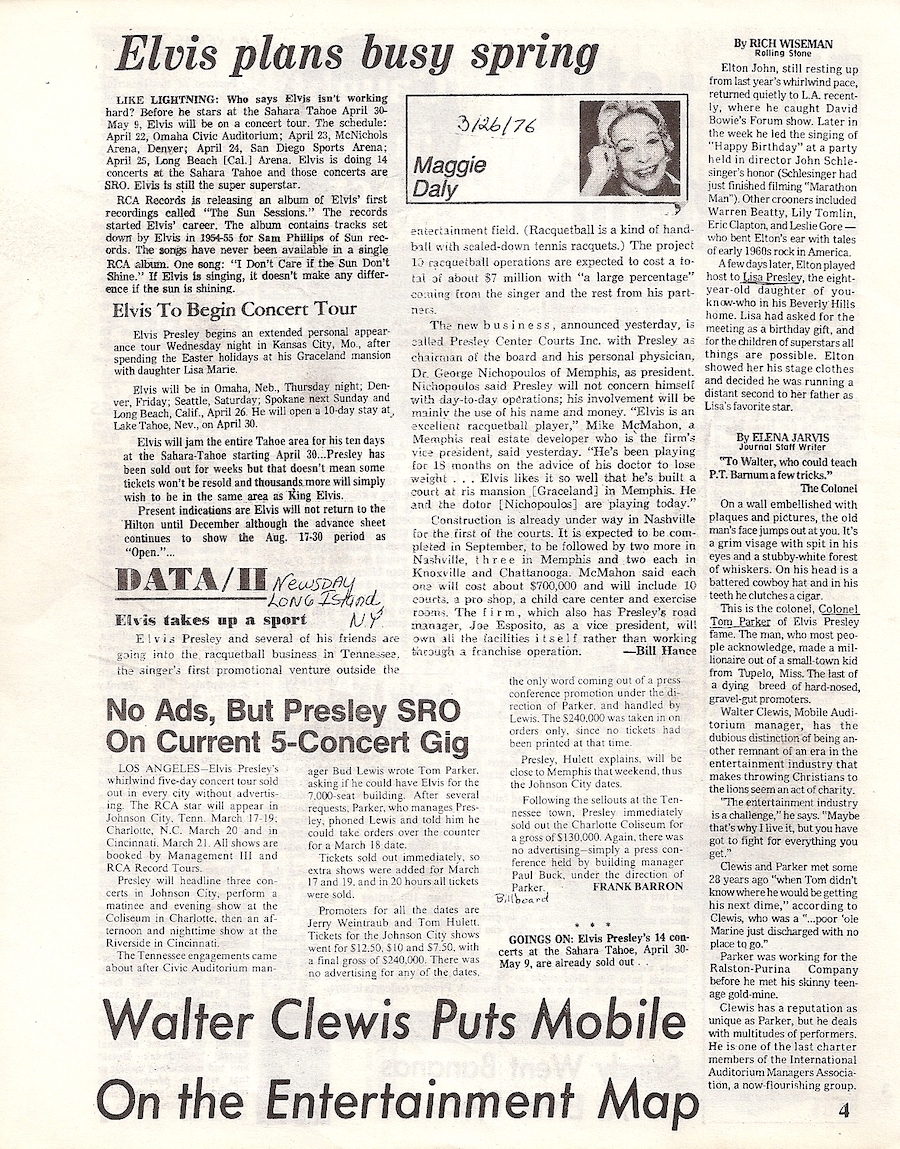 Elvis plans busy spring
LIKE LIGHTNING: Who says Elvis isn't working
hard? Before he stars at the Sahara Tahoe April 30-
May 9, Elvis will be on a concert tour. The schedule:
April 22, Omaha Civic Auditorium; April 23, McNichols
Arena, Denver; April 24, San Diego Sports Arena;
April 25, Long Beach [Cal.] Arena. Elvis is doing 14
concerts at the Sahara Tahoe and those concerts are
SRO. Elvis is still the super superstar.
RCA Records is releasing an album of Elvis' first
recordings called "The Sun Sessions." The records
started Elvis' career. The album contains tracks set
down by Elvis in 1954-55 for Sam Phillips of Sun rec-
ords. The songs have never been available in a single
RCA album. One song: "I Don't Care if the Sun Don't
Shine." If Elvis is singing, it doesn't make any differ-
ence if the sun is shining.
3/26/76
Maggie
Daly
Elvis To Begin Concert Tour
Elvis Presley begins an extended personal appear-
ance tour Wednesday night in Kansas City, Mo., after
spending the Easter holidays at his Graceland mansion
with daughter Lisa Marie.
Elvis will be in Omaha, Neb., Thursday night; Den-
ver, Friday; Seattle, Saturday; Spokane next Sunday and
Long Beach, Calif., April 26. He will open a 10-day stay at
Lake Tahoe, Nev., on April 30.
Elvis will jam the entire Tahoe area for his ten days
at the Sahara-Tahoe starting April 30...Presley has
been sold out for weeks but that doesn't mean some
tickets won't be resold and thousands more will simply
wish to be in the same area as King Elvis.
Present indications are Elvis will not return to the
Hilton until December although the advance sheet
continues to show the Aug. 17-30 period as
"Open."...
DATA/II
Newsday
Long Island,
N.Y.
Elvis takes up a sport
Elvis Presley and several of his friends are
going into the racquetball business in Tennessee,
the singer's first promotional venture outside the
entertainment field. (Racquetball is a kind of hand-
ball with scaled-down tennis racquets.) The project
10 racquetball operations are expected to cost a to-
tal of about $7 million with "a large percentage"
coming from the singer and the rest from his part-
ners.
The new business, announced yesterday, is
called Presley Center Courts Inc. with Presley as
chairman of the board and his personal physician,
Dr. George Nichopoulos of Memphis, as president.
Nichopoulos said Presley will not concern himself
with day-to-day operations; his involvement will be
mainly the use of his name and money. "Elvis is an
excellent racquetball player," Mike McMahon, a
Memphis real estate developer who is the firm's
vice president, said yesterday. "He's been playing
for 18 months on the advice of his doctor to lose
weight . . . Elvis likes it so well that he's built a
court at ris mansion [Graceland] in Memphis. He
and the dotor [Nichopoulos] are playing today."
Construction is already under way in Nashville
for the first of the courts. It is expected to be com-
pleted in September, to be followed by two more in
Nashville, three in Memphis and two each in
Knoxville and Chattanooga. McMahon said each
one will cost about $700,000 and will include 10
courts, a pro shop, a child care center and exercise
rooms. The firm, which also has Presley's road
manager, Joe Esposito, as a vice president, will
own all the facilities itself rather than working
through a franchise operation. —Bill Hance
No Ads, But Presley SRO
On Current 5-Concert Gig
LOS ANGELES—Elvis Presley's
whirlwind five-day concert tour sold
out in every city without advertis-
ing. The RCA star will appear in
Johnson City, Tenn. March 17-19;
Charlotte, N.C. March 20 and in
Cincinnati, March 21. All shows are
booked by Management III and
RCA Record Tours.
Presley will headline three con-
certs in Johnson City, perform a
matinee and evening show at the
Coliseum in Charlotte, then an af-
ternoon and nighttime show at the
Riverside in Cincinnati.
The Tennessee engagements came
about after Civic Auditorium man-
ager Bud Lewis wrote Tom Parker,
asking if he could have Elvis for the
7,000-seat building. After several
requests, Parker, who manages Pres-
ley, phoned Lewis and told him he
could take orders over the counter
for a March 18 date.
Tickets sold out immediately, so
extra shows were added for March
17 and 19, and in 20 hours all tickets
were sold.
Promoters for all the dates are
Jerry Weintraub and Tom Hulett.
Tickets for the Johnson City shows
went for $12.50, $10 and $7.50, with
a final gross of $240,000. There was
no advertising for any of the dates,
the only word coming out of a press
conference promotion under the di-
rection of Parker, and handled by
Lewis. The $240,000 was taken in on
orders only, since no tickets had
been printed at that time.
Presley, Hulett explains, will be
close to Memphis that weekend, thus
the Johnson City dates.
Following the sellouts at the Ten-
nessee town, Presley immediately
sold out the Charlotte Coliseum for
a gross of $130,000. Again, there was
no advertising—simply a press con-
ference held by building manager
Paul Buck, under the direction of
Parker. FRANK BARRON
Billboard
* * *
GOINGS ON: Elvis Presley's 14 con-
certs at the Sahara Tahoe, April 30-
May 9, are already sold out . .
Walter Clewis Puts Mobile
On the Entertainment Map
By RICH WISEMAN
Rolling Stone
Elton John, still resting up
from last year's whirlwind pace,
returned quietly to L.A. recent-
ly, where he caught David
Bowie's Forum show. Later in
the week he led the singing of
"Happy Birthday" at a party
held in director John Schle-
singer's honor (Schlesinger had
just finished filming "Marathon
Man"). Other crooners included
Warren Beatty, Lily Tomlin,
Eric Clapton, and Leslie Gore —
who bent Elton's ear with tales
of early 1960s rock in America.
A few days later, Elton played
host to Lisa Presley, the eight-
year-old daughter of you-
know-who in his Beverly Hills
home. Lisa had asked for the
meeting as a birthday gift, and
for the children of superstars all
things are possible. Elton
showed her his stage clothes
and decided he was running a
distant second to her father as
Lisa's favorite star.
By ELENA JARVIS
Journal Staff Writer
"To Walter, who could teach
P.T. Barnum a few tricks."
The Colonel
On a wall embellished with
plaques and pictures, the old
man's face jumps out at you. It's
a grim visage with spit in his
eyes and a stubby-white forest
of whiskers. On his head is a
battered cowboy hat and in his
teeth he clutches a cigar.
This is the colonel, Colonel
Tom Parker of Elvis Presley
fame. The man, who most peo-
ple acknowledge, made a mil-
lionaire out of a small-town kid
from Tupelo, Miss. The last of
a dying breed of hard-nosed,
gravel-gut promoters.
Walter Clewis, Mobile Audi-
torium manager, has the
dubious distinction of being an-
other remnant of an era in the
entertainment industry that
makes throwing Christians to
the lions seem an act of charity.
"The entertainment industry
is a challenge," he says. "Maybe
that's why I live it, but you have
got to fight for everything you
get."
Clewis and Parker met some
28 years ago "when Tom didn't
know where he would be getting
his next dime," according to
Clewis, who was a "...poor 'ole
Marine just discharged with no
place to go."
Parker was working for the
Ralston-Purina Company
before he met his skinny teen-
age gold-mine.
Clewis has a reputation as
unique as Parker, but he deals
with multitudes of performers.
He is one of the last charter
members of the International
Auditorium Managers Associa-
tion, a now-flourishing group.
4